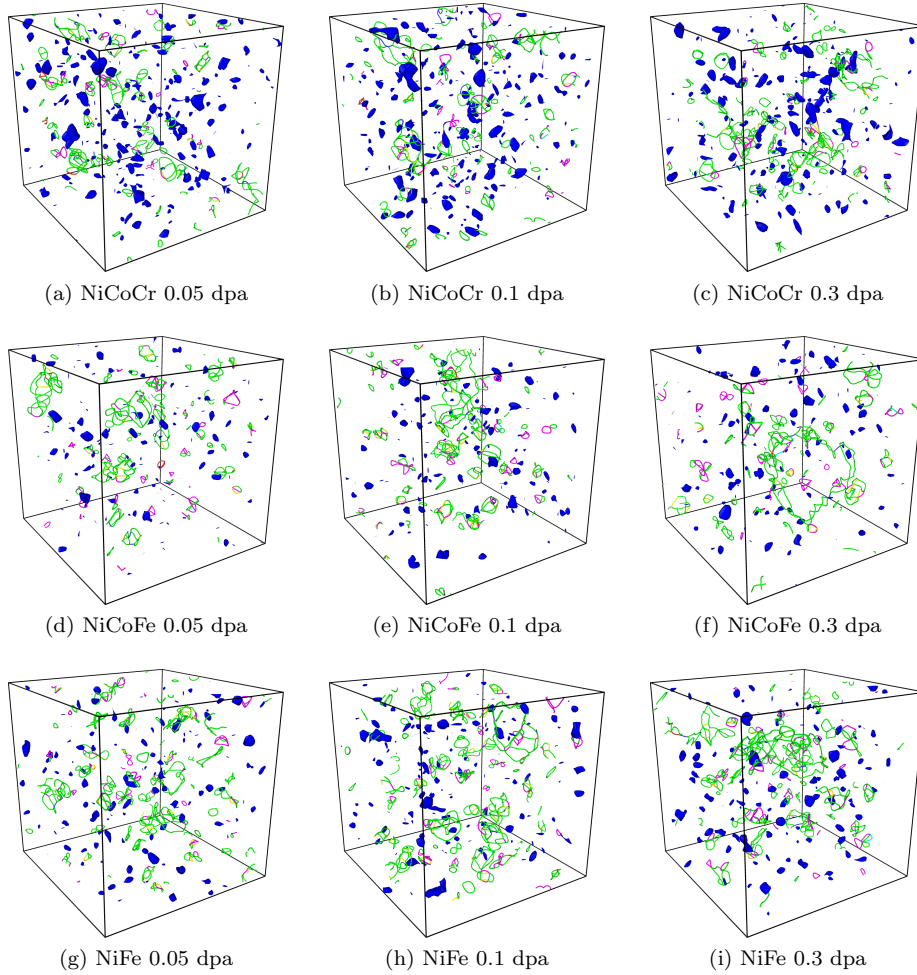 (a) NiCoCr 0.05 dpa
(b) NiCoCr 0.1 dpa
(c) NiCoCr 0.3 dpa
(d) NiCoFe 0.05 dpa
(e) NiCoFe 0.1 dpa
(f) NiCoFe 0.3 dpa
(g) NiFe 0.05 dpa
(h) NiFe 0.1 dpa
(i) NiFe 0.3 dpa